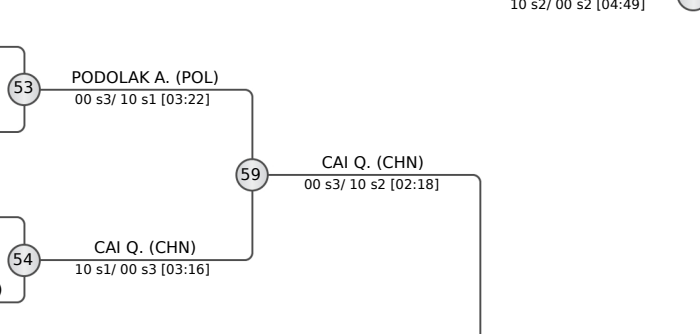 10 s2/ 00 s2 [04:49]
53
PODOLAK A. (POL)
00 s3/ 10 s1 [03:22]
59
CAI Q. (CHN)
00 s3/ 10 s2 [02:18]
54
CAI Q. (CHN)
10 s1/ 00 s3 [03:16]
)